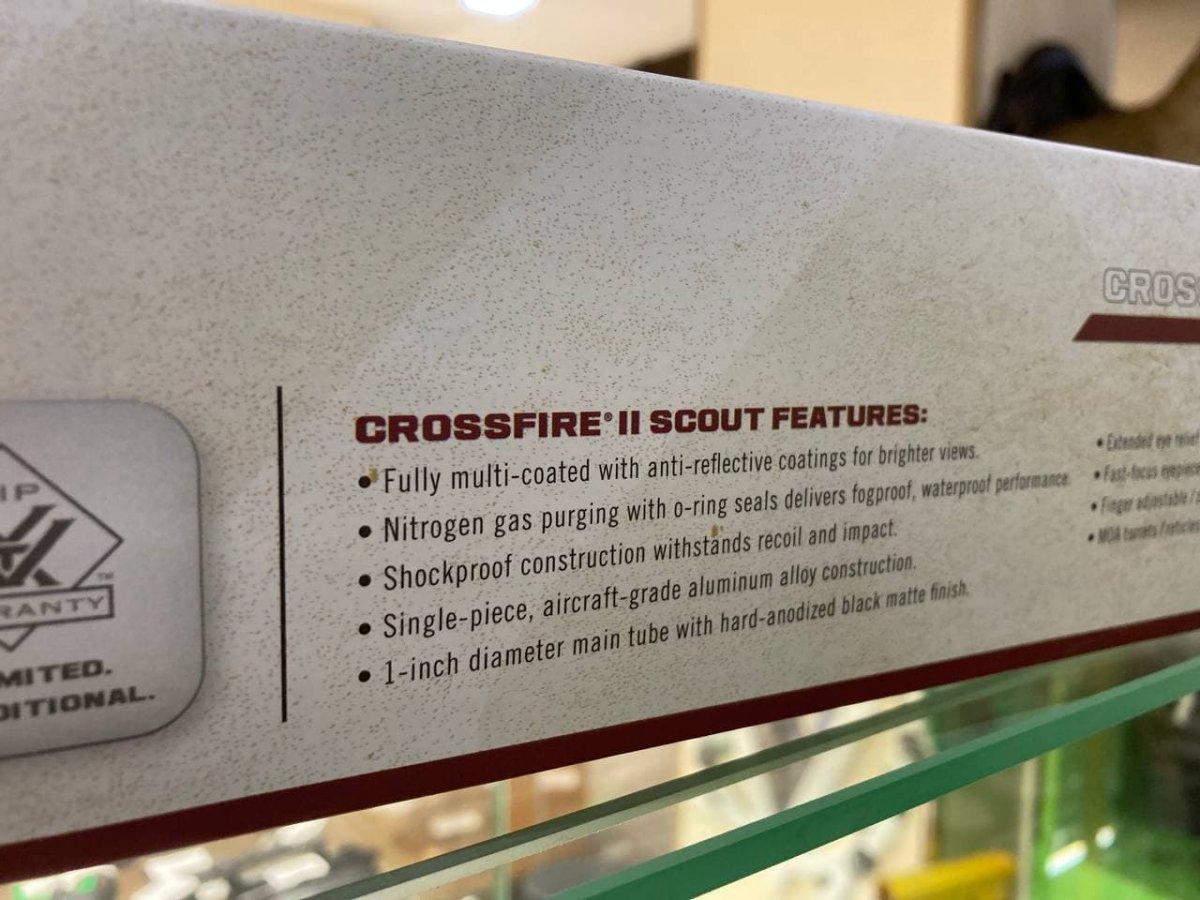 IP
RANTY™
MITED.
DITIONAL.
CROSSFIRE® II SCOUT FEATURES:
• Fully multi-coated with anti-reflective coatings for brighter views.
• Nitrogen gas purging with o-ring seals delivers fogproof, waterproof performance.
• Shockproof construction withstands recoil and impact.
• Single-piece, aircraft-grade aluminum alloy construction.
• 1-inch diameter main tube with hard-anodized black matte finish.
CROS
• Extended eye relief
• Fast-focus eyepie
• Finger adjustable
• MOA turrets / reticle